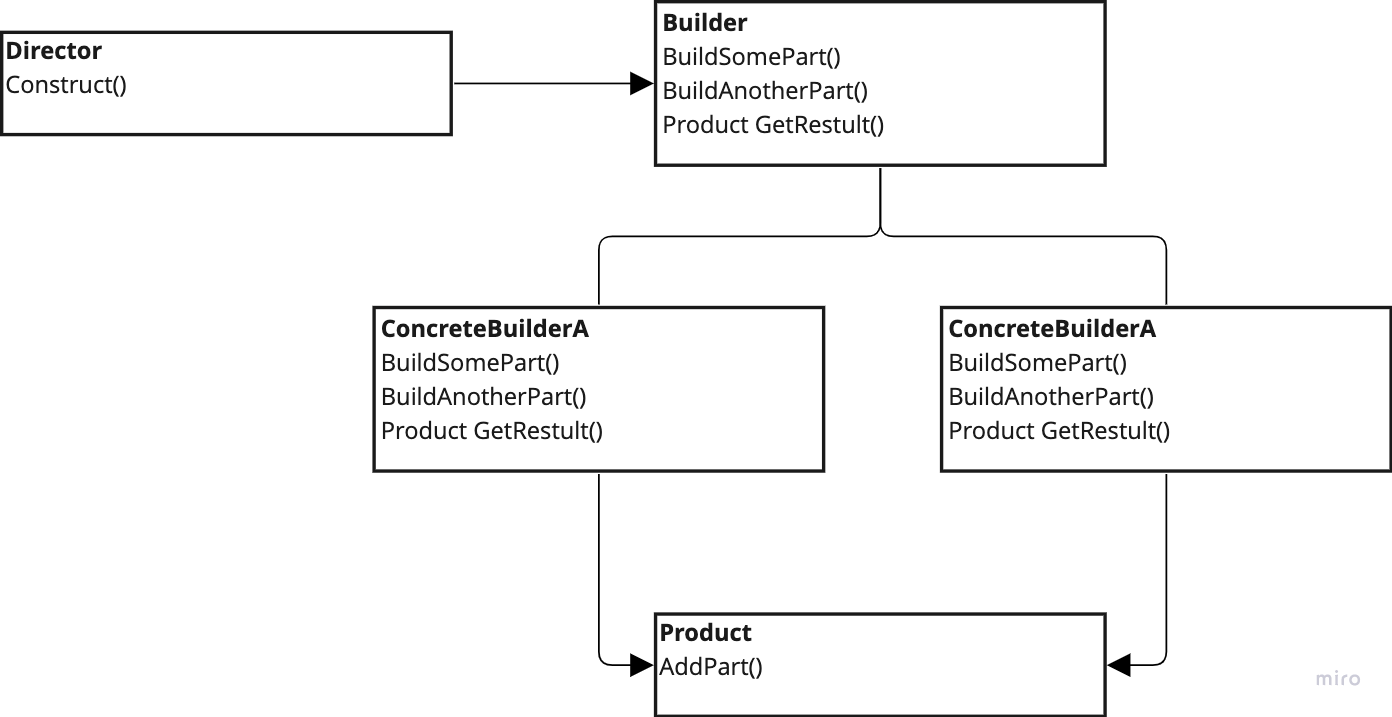 Director
Construct()
Builder
BuildSomePart()
BuildAnotherPart()
Product GetRestult()
ConcreteBuilderA
BuildSomePart()
BuildAnotherPart()
Product GetRestult()
ConcreteBuilderA
BuildSomePart()
BuildAnotherPart()
Product GetRestult()
Product
AddPart()
miro